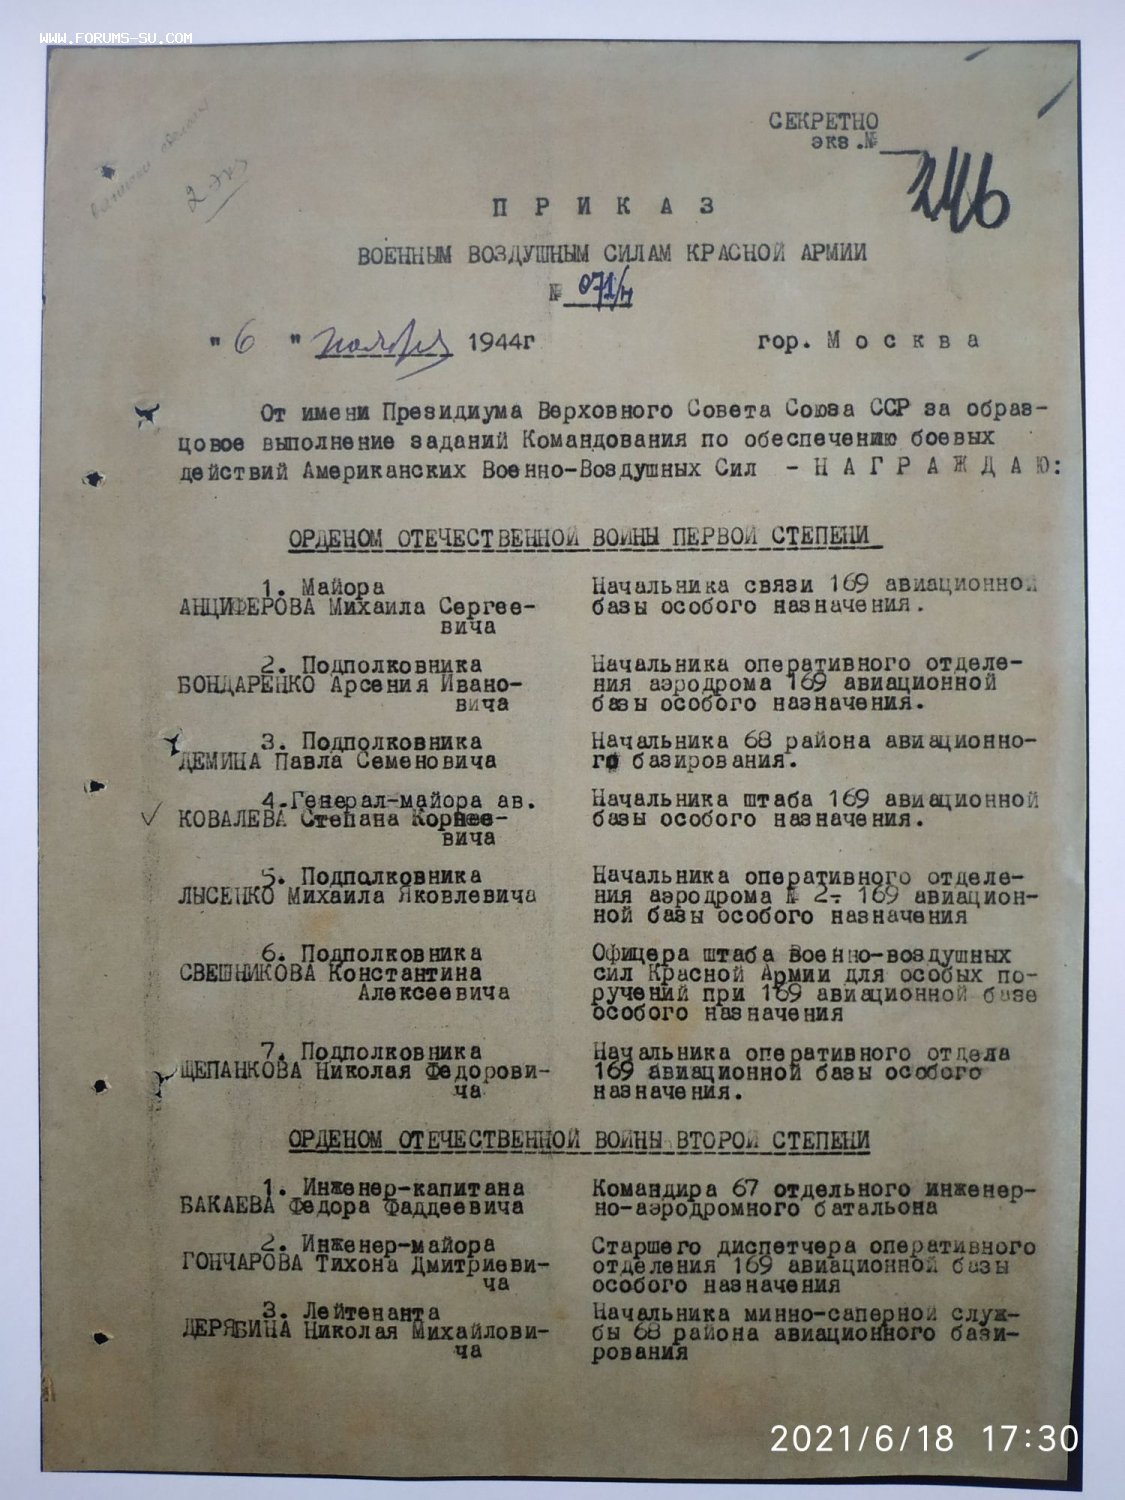 WWW.FORUMS-SU.COM
СЕКРЕТНО
экз.№
246
2 экз
П Р И К А З
ВОЕННЫМ ВОЗДУШНЫМ СИЛАМ КРАСНОЙ АРМИИ
№ 071/н
" 6 " ноября 1944г гор. М о с к в а
От имени Президиума Верховного Совета Союза ССР за образ-
цовое выполнение заданий Командования по обеспечению боевых
действий Американских Военно-Воздушных Сил - Н А Г Р А Ж Д А Ю:
ОРДЕНОМ ОТЕЧЕСТВЕННОЙ ВОЙНЫ ПЕРВОЙ СТЕПЕНИ
1. Майора
АНЦИФЕРОВА Михаила Сергее-
вича
Начальника связи 169 авиационной
базы особого назначения.
2. Подполковника
БОНДАРЕНКО Арсения Ивано-
вича
Начальника оперативного отделе-
ния аэродрома 169 авиационной
базы особого назначения.
3. Подполковника
ДЕМИНА Павла Семеновича
Начальника 68 района авиационно-
го базирования.
4.Генерал-майора ав.
КОВАЛЕВА Степана Корнее-
вича
Начальника штаба 169 авиационной
базы особого назначения.
5. Подполковника
ЛЫСЕНКО Михаила Яковлевича
Начальника оперативного отделе-
ния аэродрома № 2- 169 авиацион-
ной базы особого назначения
6. Подполковника
СВЕШНИКОВА Константина
Алексеевича
Офицера штаба Военно-воздушных
сил Красной Армии для особых по-
ручений при 169 авиационной базе
особого назначения
7. Подполковника
ЩЕПАНКОВА Николая Федорови-
ча
Начальника оперативного отдела
169 авиационной базы особого
назначения.
ОРДЕНОМ ОТЕЧЕСТВЕННОЙ ВОЙНЫ ВТОРОЙ СТЕПЕНИ
1. Инженер-капитана
БАКАЕВА Федора Фаддеевича
Командира 67 отдельного инженер-
но-аэродромного батальона
2. Инженер-майора
ГОНЧАРОВА Тихона Дмитриеви-
ча
Старшего диспетчера оперативного
отделения 169 авиационной базы
особого назначения
3. Лейтенанта
ДЕРЯБИНА Николая Михайлови-
ча
Начальника минно-саперной служ-
бы 68 района авиационного бази-
рования
2021/6/18 17:30